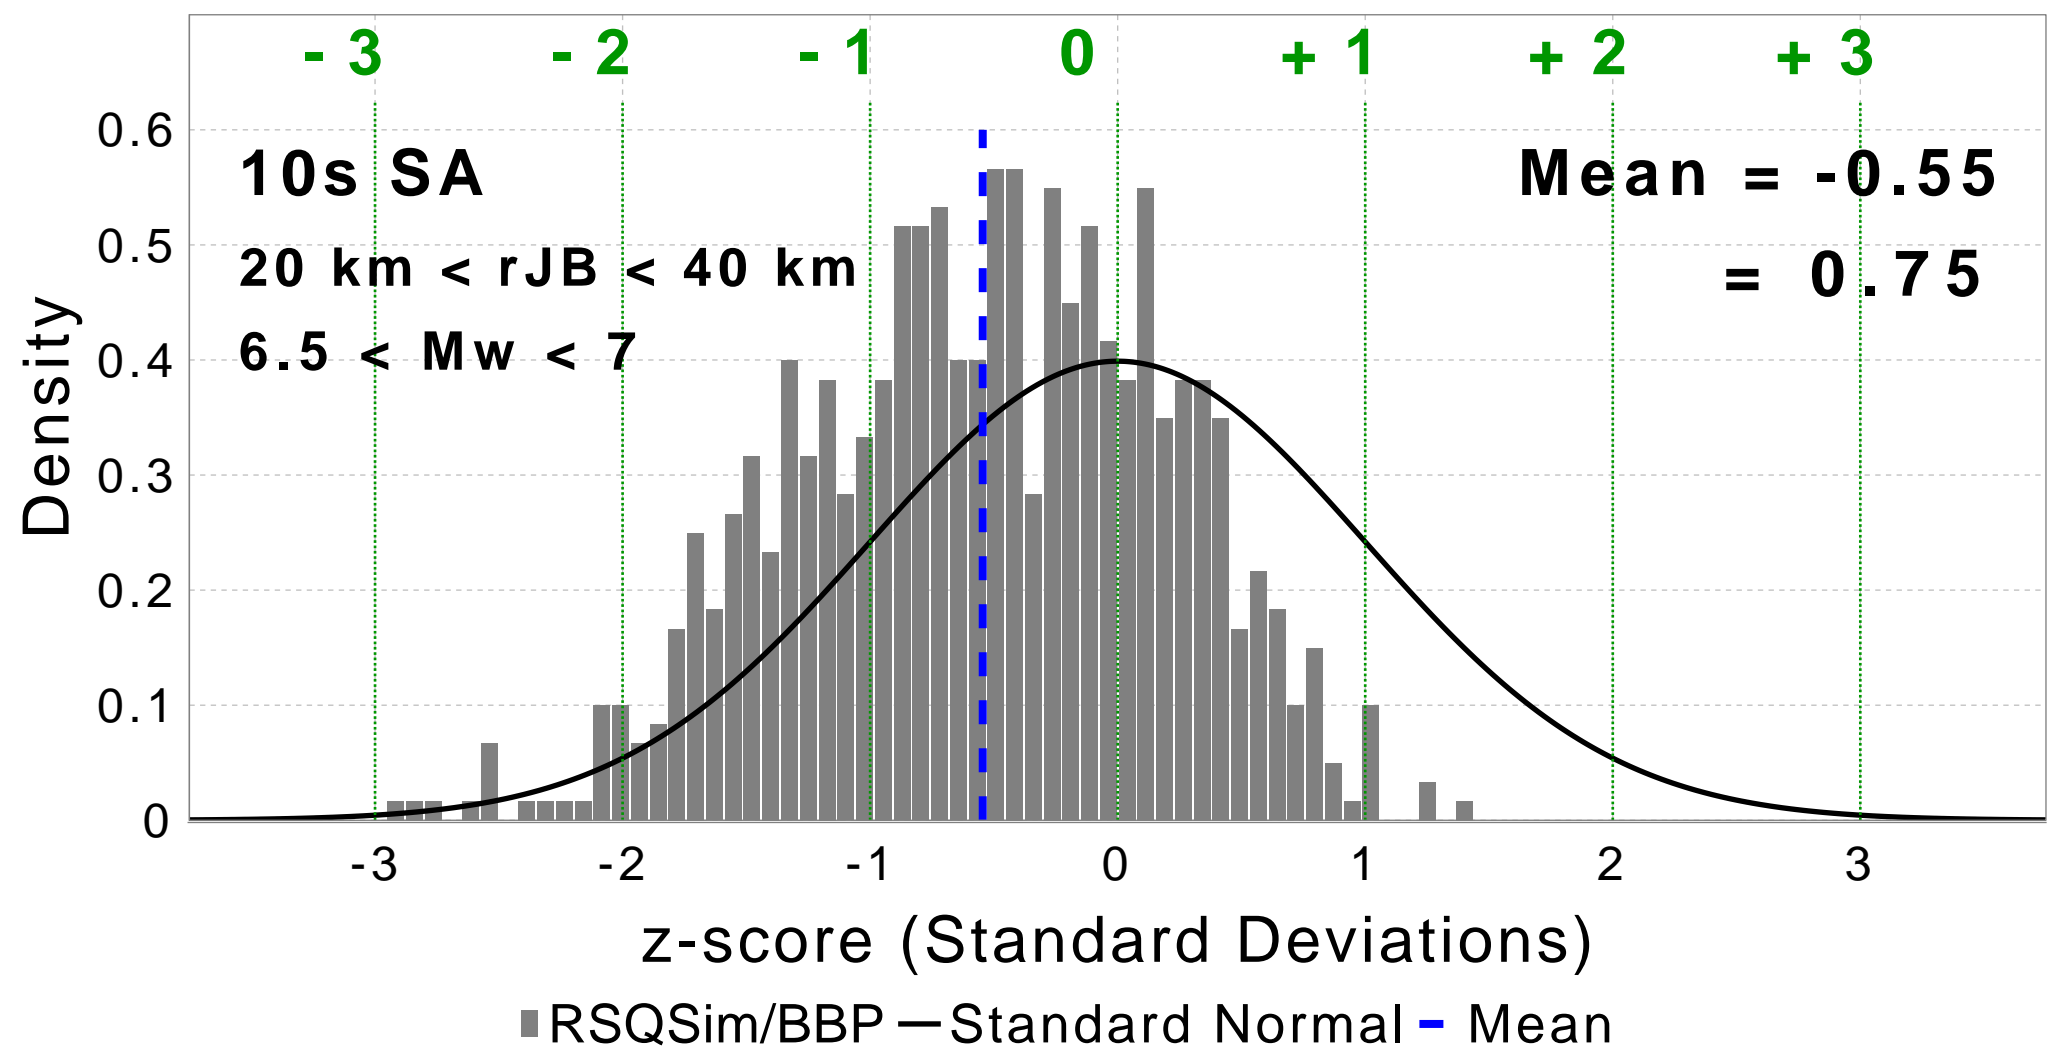 - 3 - 2 - 1 0 + 1 + 2 + 3
0.6
10s SA
Mean = -0.55
0.5
20 km < rJB < 40 km
= 0.75
6.5 < Mw < 7
0.4
0.3
0.2
0.1
0
Density
-3 -2 -1 0 1 2 3
z-score (Standard Deviations)
RSQSim/BBP Standard Normal Mean